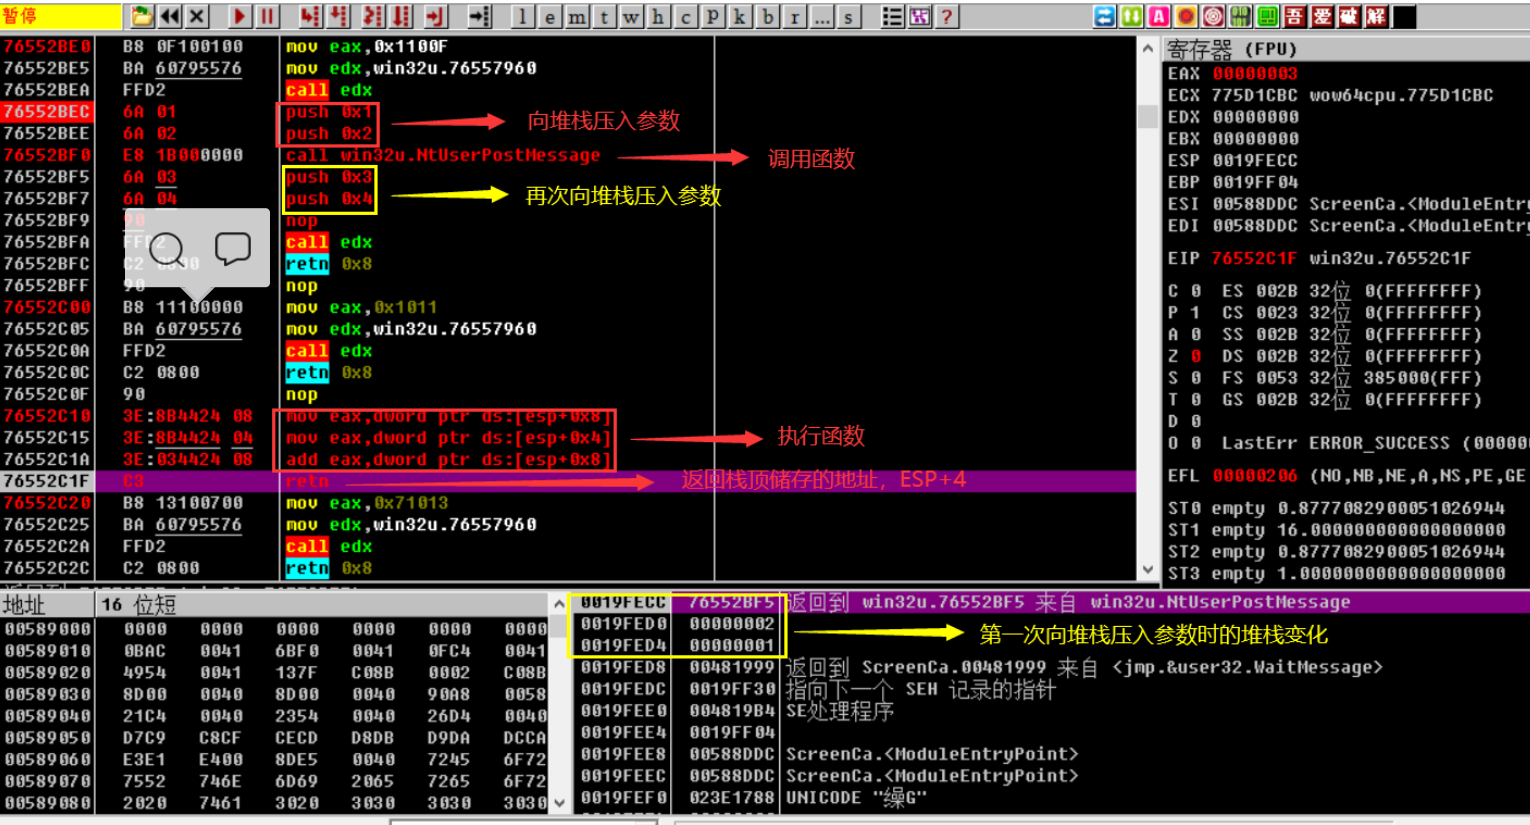 暂停
l e m t w h c P k b r ... s ?
吾 爱 破 解
76552BE0 B8 0F100100 mov eax,0x1100F
76552BE5 BA 60795576 mov edx,win32u.76557960
76552BEA FFD2 call edx
76552BEC 6A 01 push 0x1
76552BEE 6A 02 push 0x2
向堆栈压入参数
76552BF0 E8 1B000000 call win32u.NtUserPostMessage
调用函数
76552BF5 6A 03 push 0x3
76552BF7 6A 04 push 0x4
再次向堆栈压入参数
76552BF9 90 nop
76552BFA FFD2 call edx
76552BFC C2 0800 retn 0x8
76552BFF 90 nop
76552C00 B8 11100000 mov eax,0x1011
76552C05 BA 60795576 mov edx,win32u.76557960
76552C0A FFD2 call edx
76552C0C C2 0800 retn 0x8
76552C0F 90 nop
76552C10 3E:8B4424 08 mov eax,dword ptr ds:[esp+0x8]
76552C15 3E:8B4424 04 mov eax,dword ptr ds:[esp+0x4]
76552C1A 3E:034424 08 add eax,dword ptr ds:[esp+0x8]
执行函数
76552C1F C3 retn
返回栈顶储存的地址，ESP+4
76552C20 B8 13100700 mov eax,0x71013
76552C25 BA 60795576 mov edx,win32u.76557960
76552C2A FFD2 call edx
76552C2C C2 0800 retn 0x8
寄存器 (FPU)
EAX 00000003
ECX 775D1CBC wow64cpu.775D1CBC
EDX 00000000
EBX 00000000
ESP 0019FECC
EBP 0019FF04
ESI 00588DDC ScreenCa.<ModuleEntry
EDI 00588DDC ScreenCa.<ModuleEntry
EIP 76552C1F win32u.76552C1F
C 0 ES 002B 32位 0(FFFFFFFF)
P 1 CS 0023 32位 0(FFFFFFFF)
A 0 SS 002B 32位 0(FFFFFFFF)
Z 0 DS 002B 32位 0(FFFFFFFF)
S 0 FS 0053 32位 385000(FFF)
T 0 GS 002B 32位 0(FFFFFFFF)
D 0
O 0 LastErr ERROR_SUCCESS (00000
EFL 00000206 (NO,NB,NE,A,NS,PE,GE
ST0 empty 0.8777082900051026944
ST1 empty 16.000000000000000000
ST2 empty 0.8777082900051026944
ST3 empty 1.0000000000000000000
地址 16 位短
00589000 0000 0000 0000 0000 0000 0000
00589010 0BAC 0041 6BF0 0041 0FC4 0041
00589020 4954 0041 137F C08B 0002 C08B
00589030 8D00 0040 8D00 0040 90A8 0058
00589040 21C4 0040 2354 0040 26D4 0040
00589050 D7C9 C8CF CECD D8DB D9DA DCCA
00589060 E3E1 E400 8DE5 0040 7245 6F72
00589070 7552 746E 6D69 2065 7265 6F72
00589080 2020 7461 3020 3030 3030 3030
0019FECC 76552BF5 返回到 win32u.76552BF5 来自 win32u.NtUserPostMessage
0019FED0 00000002
0019FED4 00000001
第一次向堆栈压入参数时的堆栈变化
0019FED8 00481999 返回到 ScreenCa.00481999 来自 <jmp.&user32.WaitMessage>
0019FEDC 0019FF30 指向下一个 SEH 记录的指针
0019FEE0 004819B4 SE处理程序
0019FEE4 0019FF04
0019FEE8 00588DDC ScreenCa.<ModuleEntryPoint>
0019FEEC 00588DDC ScreenCa.<ModuleEntryPoint>
0019FEF0 023E1788 UNICODE "缲G"